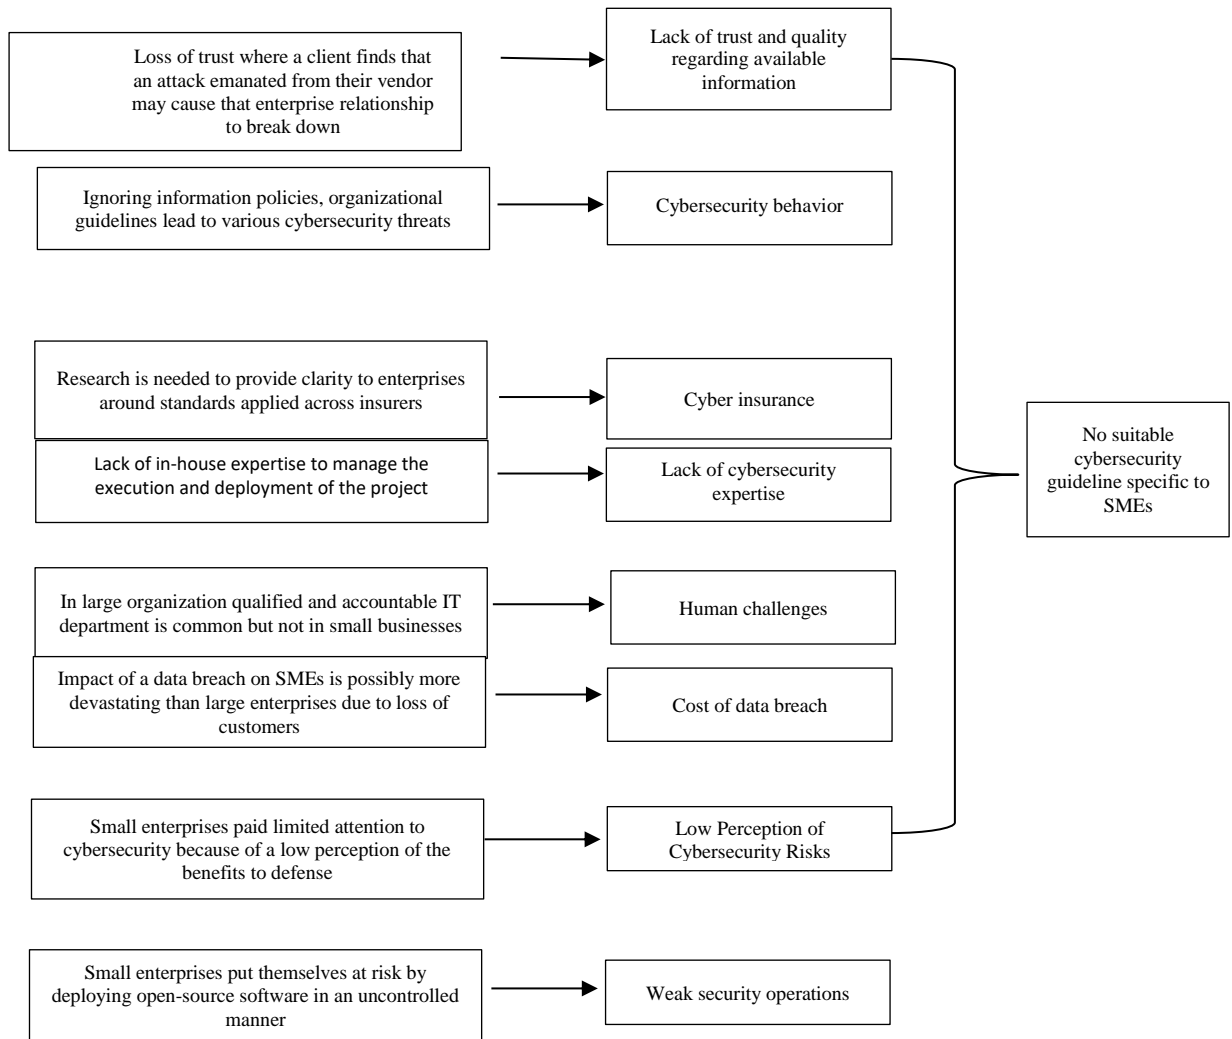 Loss of trust where a client finds that
an attack emanated from their vendor
may cause that enterprise relationship
to break down
Lack of trust and quality
regarding available
information
Ignoring information policies, organizational
guidelines lead to various cybersecurity threats
Cybersecurity behavior
Research is needed to provide clarity to enterprises
around standards applied across insurers
Cyber insurance
Lack of in-house expertise to manage the
execution and deployment of the project
Lack of cybersecurity
expertise
No suitable
cybersecurity
guideline specific to
SMEs
In large organization qualified and accountable IT
department is common but not in small businesses
Human challenges
Impact of a data breach on SMEs is possibly more
devastating than large enterprises due to loss of
customers
Cost of data breach
Small enterprises paid limited attention to
cybersecurity because of a low perception of the
benefits to defense
Low Perception of
Cybersecurity Risks
Small enterprises put themselves at risk by
deploying open-source software in an uncontrolled
manner
Weak security operations